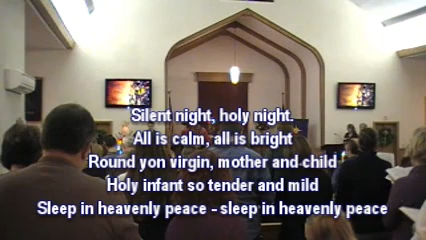 Silent night, holy night.
All is calm, all is bright
Round yon virgin, mother and child
Holy infant so tender and mild
Sleep in heavenly peace - sleep in heavenly peace